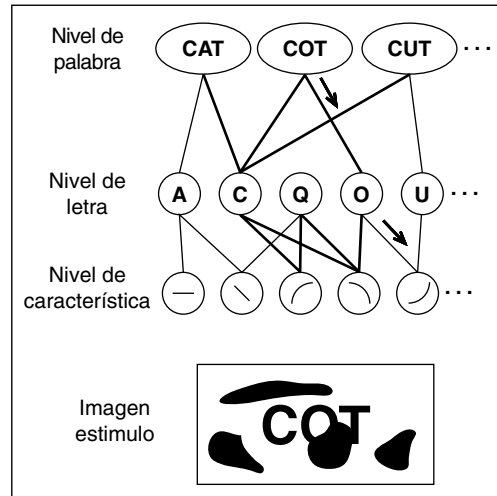 Nivel de
palabra
CAT COT CUT ...
Nivel de
letra
A C Q O U ...
Nivel de
característica
...
Imagen
estimulo
COT